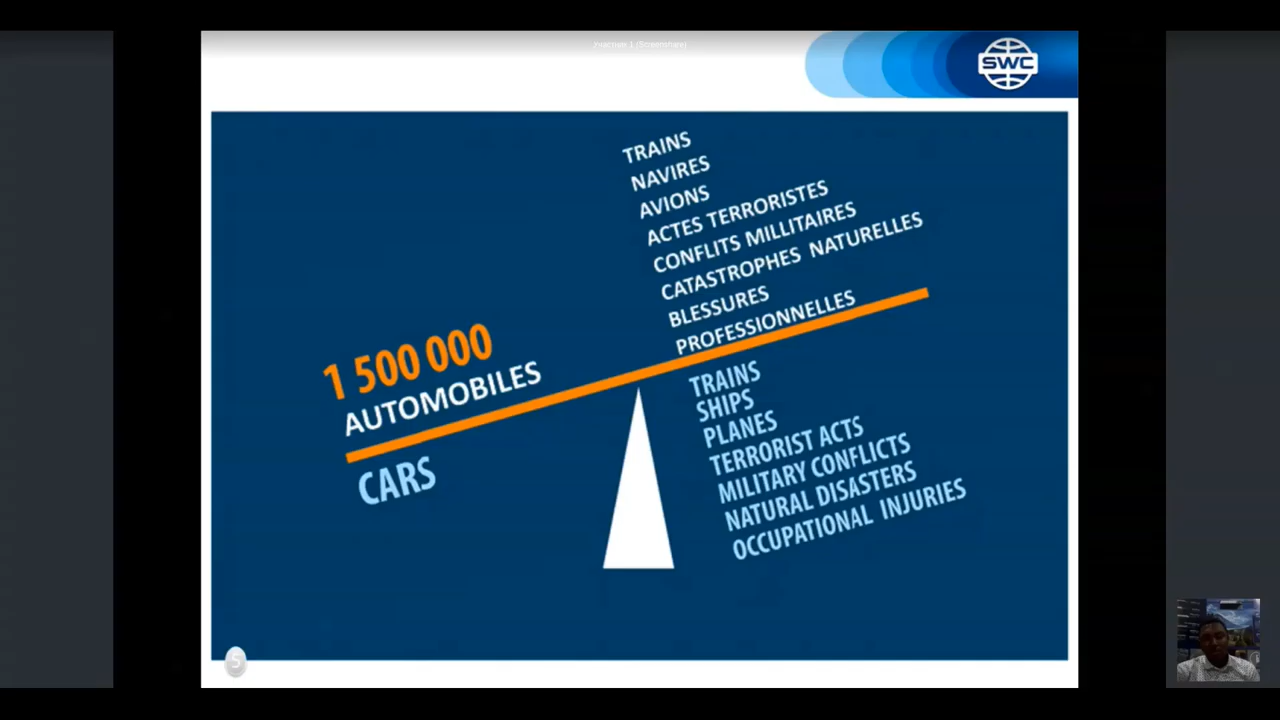 SWC
TRAINS
NAVIRES
AVIONS
ACTES TERRORISTES
CONFLITS MILLITAIRES
CATASTROPHES NATURELLES
BLESSURES
PROFESSIONNELLES
1 500 000
AUTOMOBILES
CARS
TRAINS
SHIPS
PLANES
TERRORIST ACTS
MILITARY CONFLICTS
NATURAL DISASTERS
OCCUPATIONAL INJURIES
5